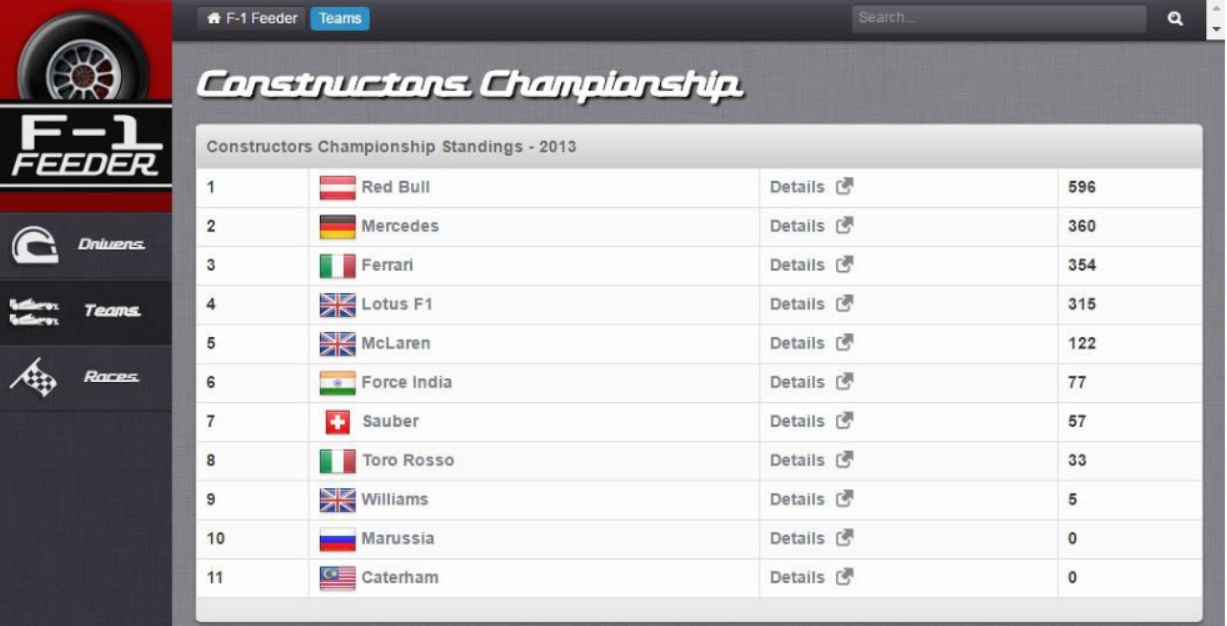 F-1 Feeder Teams Search...
F-1
FEEDER
Drivers
Teams
Races
Constructors Championship
Constructors Championship Standings - 2013
1 Red Bull Details 596
2 Mercedes Details 360
3 Ferrari Details 354
4 Lotus F1 Details 315
5 McLaren Details 122
6 Force India Details 77
7 Sauber Details 57
8 Toro Rosso Details 33
9 Williams Details 5
10 Marussia Details 0
11 Caterham Details 0